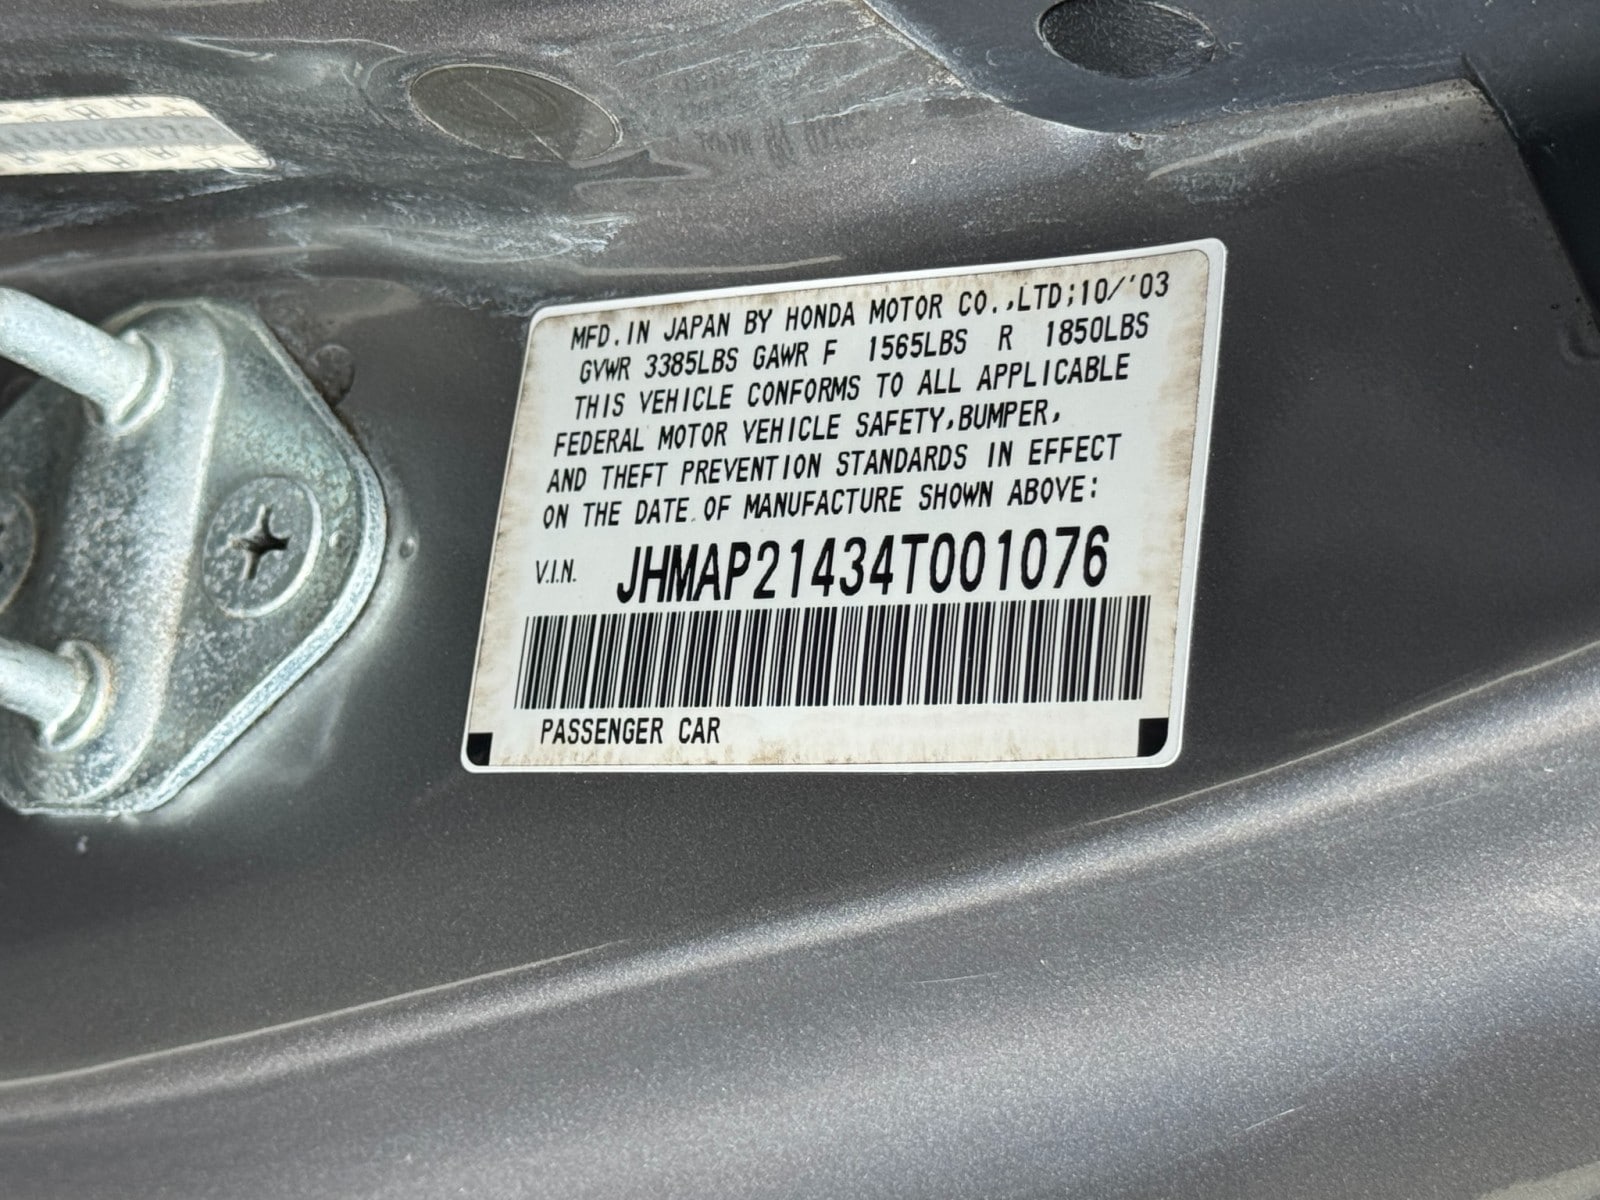 MFD. IN JAPAN BY HONDA MOTOR CO.,LTD;10/'03
GVWR 3385LBS GAWR F 1565LBS R 1850LBS
THIS VEHICLE CONFORMS TO ALL APPLICABLE
FEDERAL MOTOR VEHICLE SAFETY,BUMPER,
AND THEFT PREVENTION STANDARDS IN EFFECT
ON THE DATE OF MANUFACTURE SHOWN ABOVE:
V.I.N. JHMAP21434T001076
PASSENGER CAR